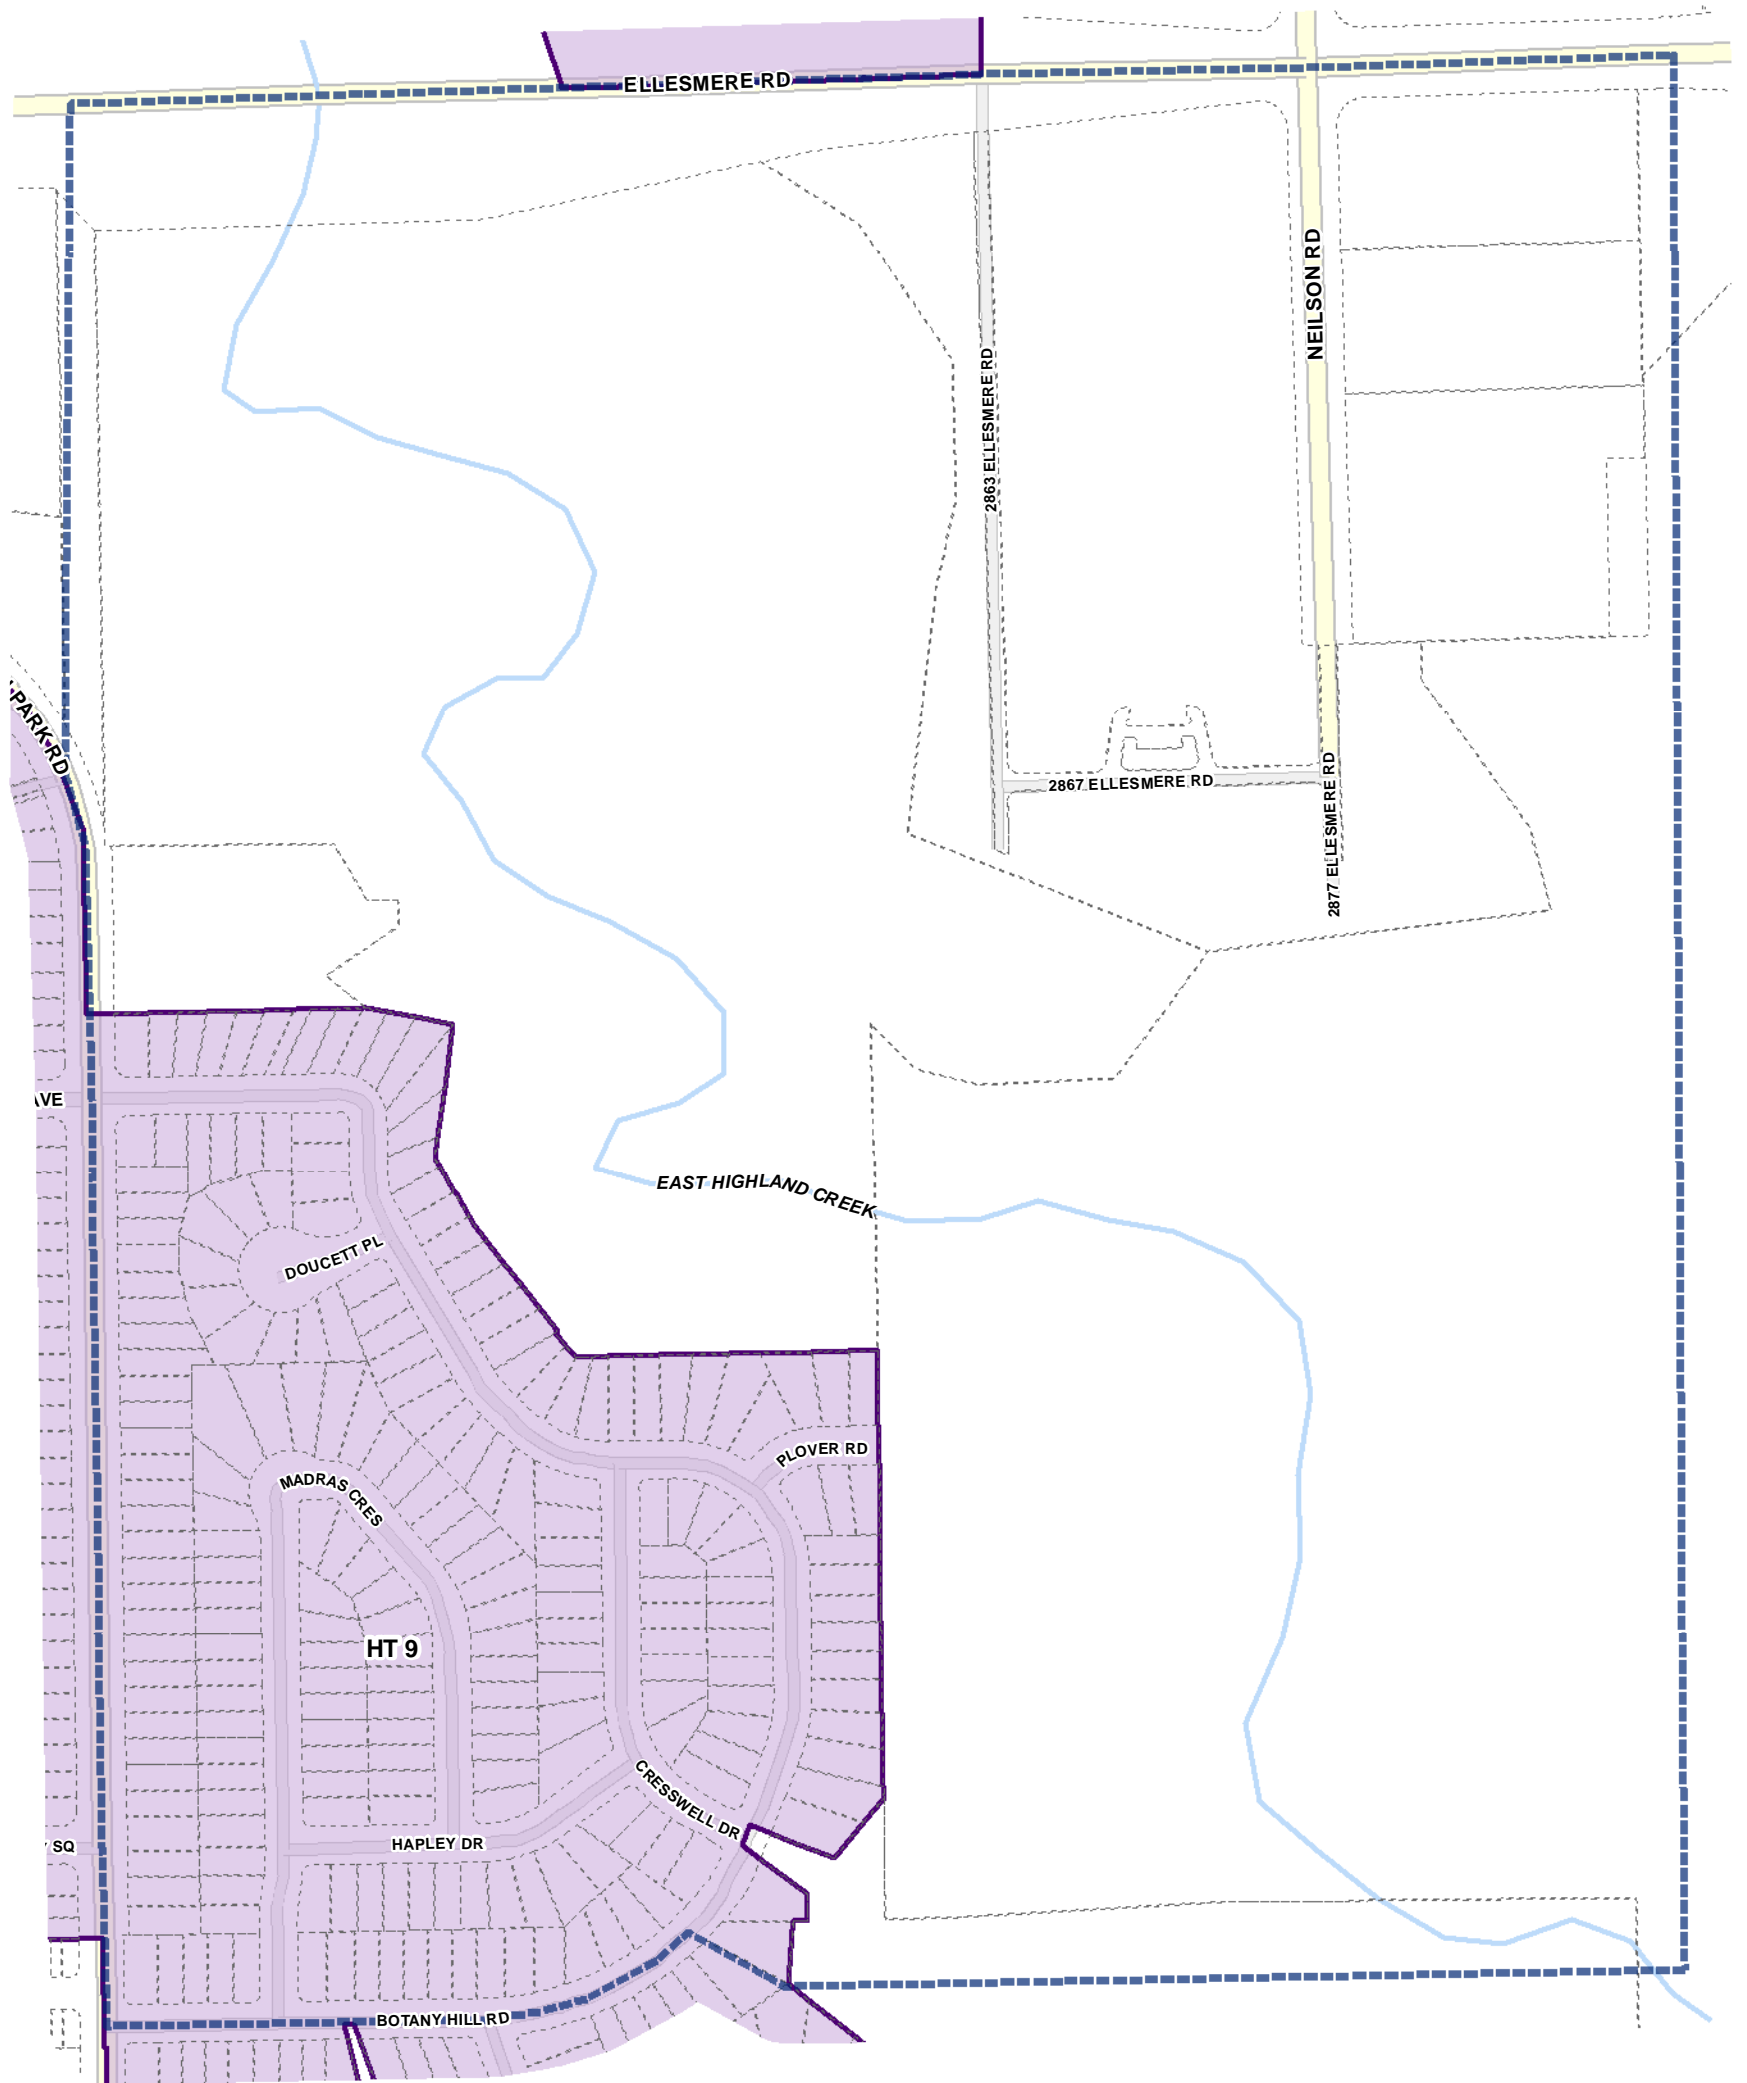 ELLESMERE RD
NEILSON RD
2863 ELLESMERE RD
PARK RD
2867 ELLESMERE RD
2877 ELLESMERE RD
AVE
EAST HIGHLAND CREEK
DOUCETT PL
PLOVER RD
MADRAS CRES
HT 9
CRESSWELL DR
HAPLEY DR
SQ
BOTANY HILL RD